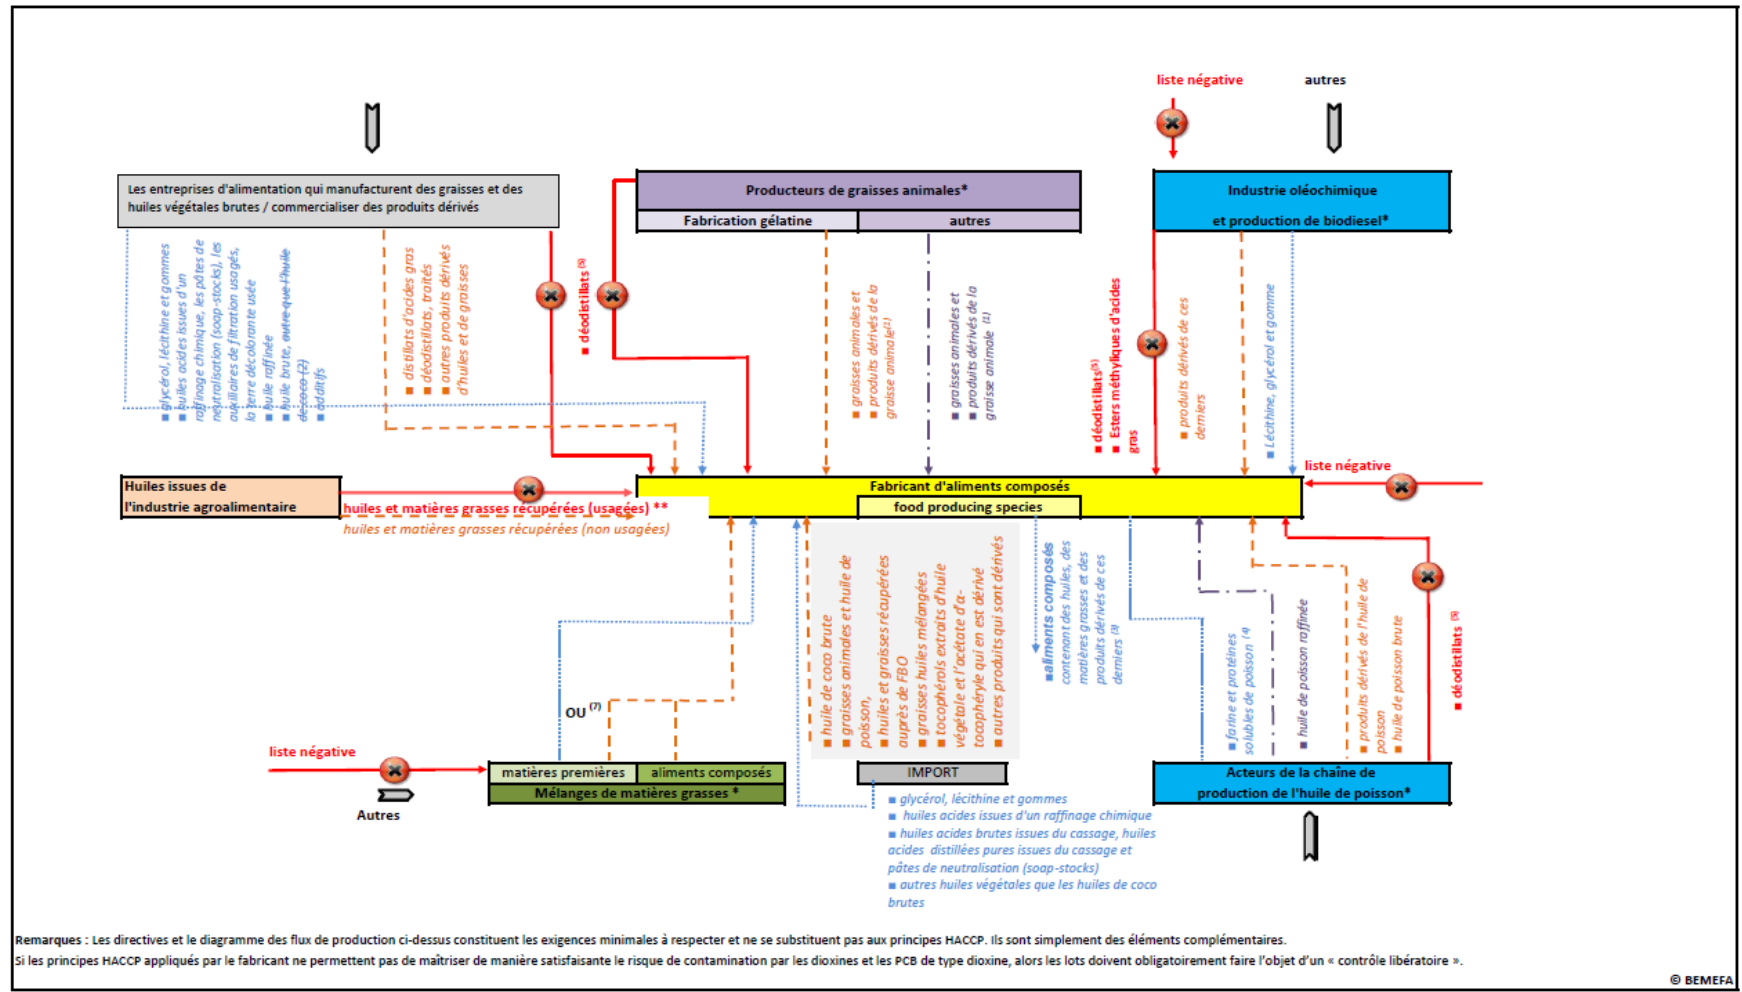 liste négative
autres
Les entreprises d'alimentation qui manufacturent des graisses et des
huiles végétales brutes / commercialiser des produits dérivés
Producteurs de graisses animales*
Fabrication gélatine
autres
Industrie oléochimique
et production de biodiesel*
■ glycérol, lécithine et gommes
■ huiles acides issues d'un
raffinage chimique, les pâtes de
neutralisation (soap-stocks), les
auxiliaires de filtration usagés,
la terre décolorante usée
■ huile raffinée
■ huile brute, autre que l'huile
de coco (2)
■ additifs
■ distillats d'acides gras
■ déodistillats, traités
■ autres produits dérivés
d'huiles et de graisses
■ déodistillats (5)
■ graisses animales et
■ produits dérivés de la
graisse animale(1)
■ graisses animales et
■ produits dérivés de la
graisse animale (1)
■ déodistillats(5)
■ Esters méthyliques d'acides
gras
■ produits dérivés de ces
derniers
■ Lécithine, glycérol et gomme
Huiles issues de
l'industrie agroalimentaire
huiles et matières grasses récupérées (usagées) **
huiles et matières grasses récupérées (non usagées)
Fabricant d'aliments composés
food producing species
liste négative
■ huile de coco brute
■ graisses animales et huile de
poisson,
■ huiles et graisses récupérées
auprès de FBO
■ graisses huiles mélangées
■ tocophérols extraits d'huile
végétale et l'acétate d'α-
tocophéryle qui en est dérivé
■ autres produits qui sont dérivés
■aliments composés
contenant des huiles, des
matières grasses et des
produits dérivés de ces
derniers (3)
■ farine et protéines
solubles de poisson (4)
■ huile de poisson raffinée
■ produits dérivés de l'huile de
poisson
■ huile de poisson brute
■ déodistillats (5)
OU (7)
liste négative
Autres
matières premières
aliments composés
Mélanges de matières grasses *
IMPORT
■ glycérol, lécithine et gommes
■ huiles acides issues d'un raffinage chimique
■ huiles acides brutes issues du cassage, huiles
acides distillées pures issues du cassage et
pâtes de neutralisation (soap-stocks)
■ autres huiles végétales que les huiles de coco
brutes
Acteurs de la chaîne de
production de l'huile de poisson*
Remarques : Les directives et le diagramme des flux de production ci-dessus constituent les exigences minimales à respecter et ne se substituent pas aux principes HACCP. Ils sont simplement des éléments complémentaires.
Si les principes HACCP appliqués par le fabricant ne permettent pas de maîtriser de manière satisfaisante le risque de contamination par les dioxines et les PCB de type dioxine, alors les lots doivent obligatoirement faire l'objet d'un « contrôle libératoire ».
© BEMEFA